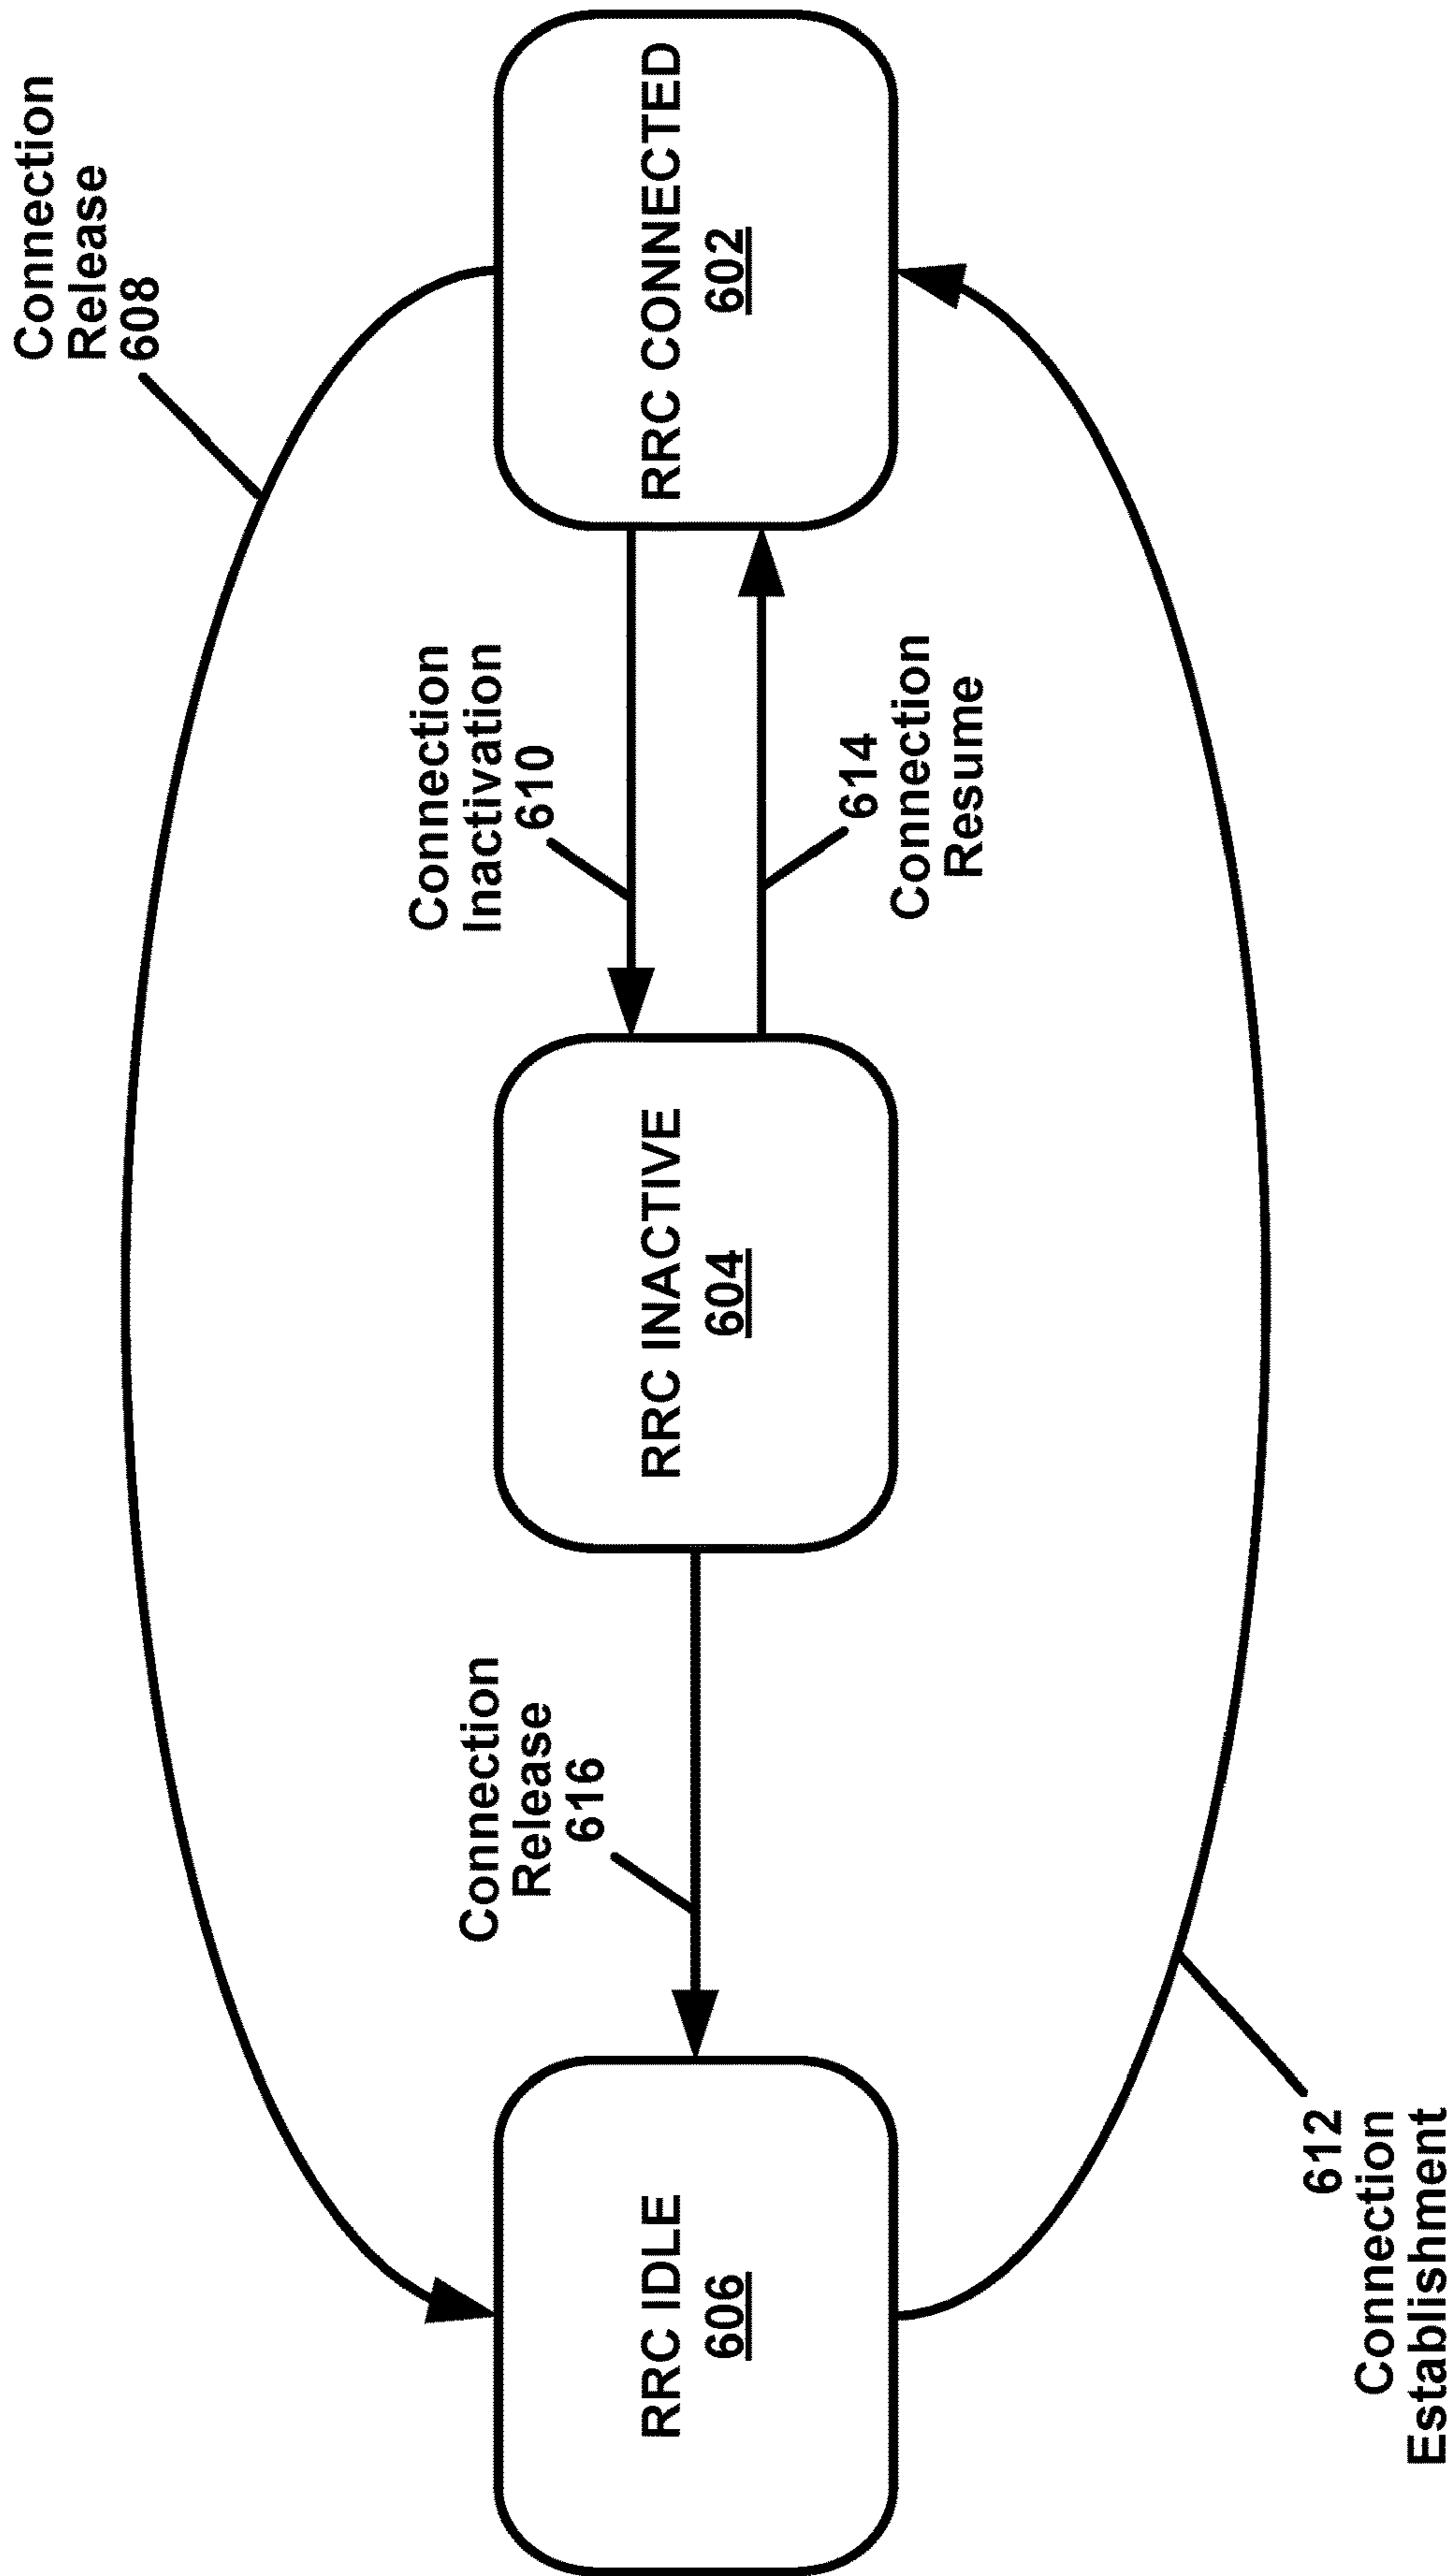 Connection
Release
608
RRC IDLE
606
Connection
Release
616
RRC INACTIVE
604
Connection
Inactivation
610
614
Connection
Resume
RRC CONNECTED
602
612
Connection
Establishment